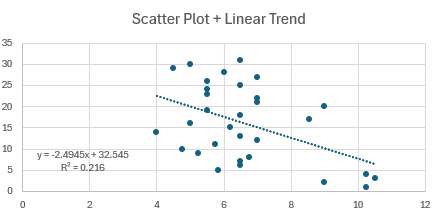 Scatter Plot + Linear Trend
35
30
25
20
15
10
5
0
y = -2.4945x + 32.545
R² = 0.216
0 2 4 6 8 10 12